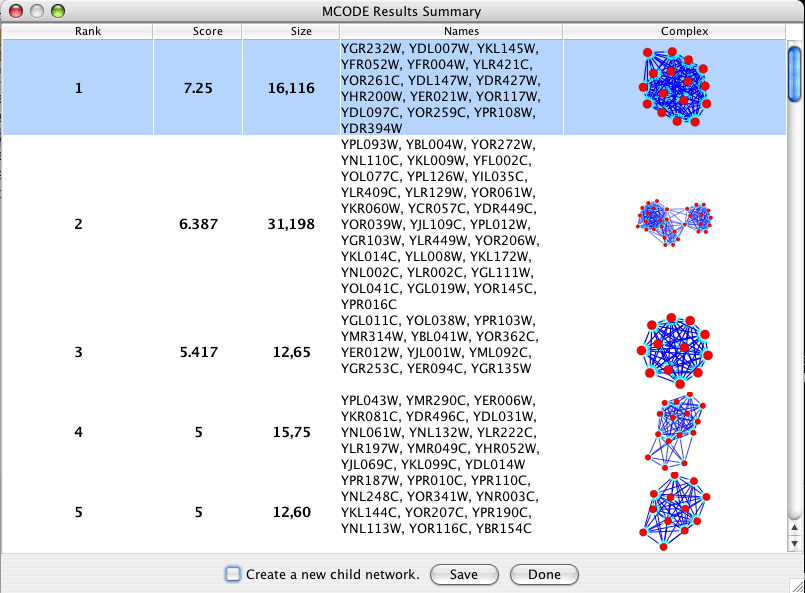 MCODE Results Summary
Rank Score Size Names Complex
1 7.25 16,116
YGR232W, YDL007W, YKL145W,
YFR052W, YFR004W, YLR421C,
YOR261C, YDL147W, YDR427W,
YHR200W, YER021W, YOR117W,
YDL097C, YOR259C, YPR108W,
YDR394W
2 6.387 31,198
YPL093W, YBL004W, YOR272W,
YNL110C, YKL009W, YFL002C,
YOL077C, YPL126W, YIL035C,
YLR409C, YLR129W, YOR061W,
YKR060W, YCR057C, YDR449C,
YOR039W, YJL109C, YPL012W,
YGR103W, YLR449W, YOR206W,
YKL014C, YLL008W, YKL172W,
YNL002C, YLR002C, YGL111W,
YOL041C, YGL019W, YOR145C,
YPR016C
3 5.417 12,65
YGL011C, YOL038W, YPR103W,
YMR314W, YBL041W, YOR362C,
YER012W, YJL001W, YML092C,
YGR253C, YER094C, YGR135W
4 5 15,75
YPL043W, YMR290C, YER006W,
YKR081C, YDR496C, YDL031W,
YNL061W, YNL132W, YLR222C,
YLR197W, YMR049C, YHR052W,
YJL069C, YKL099C, YDL014W
5 5 12,60
YPR187W, YPR010C, YPR110C,
YNL248C, YOR341W, YNR003C,
YKL144C, YOR207C, YPR190C,
YNL113W, YOR116C, YBR154C
Create a new child network. Save Done